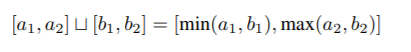 [a₁, a₂] ⊔ [b₁, b₂] = [min(a₁, b₁), max(a₂, b₂)]